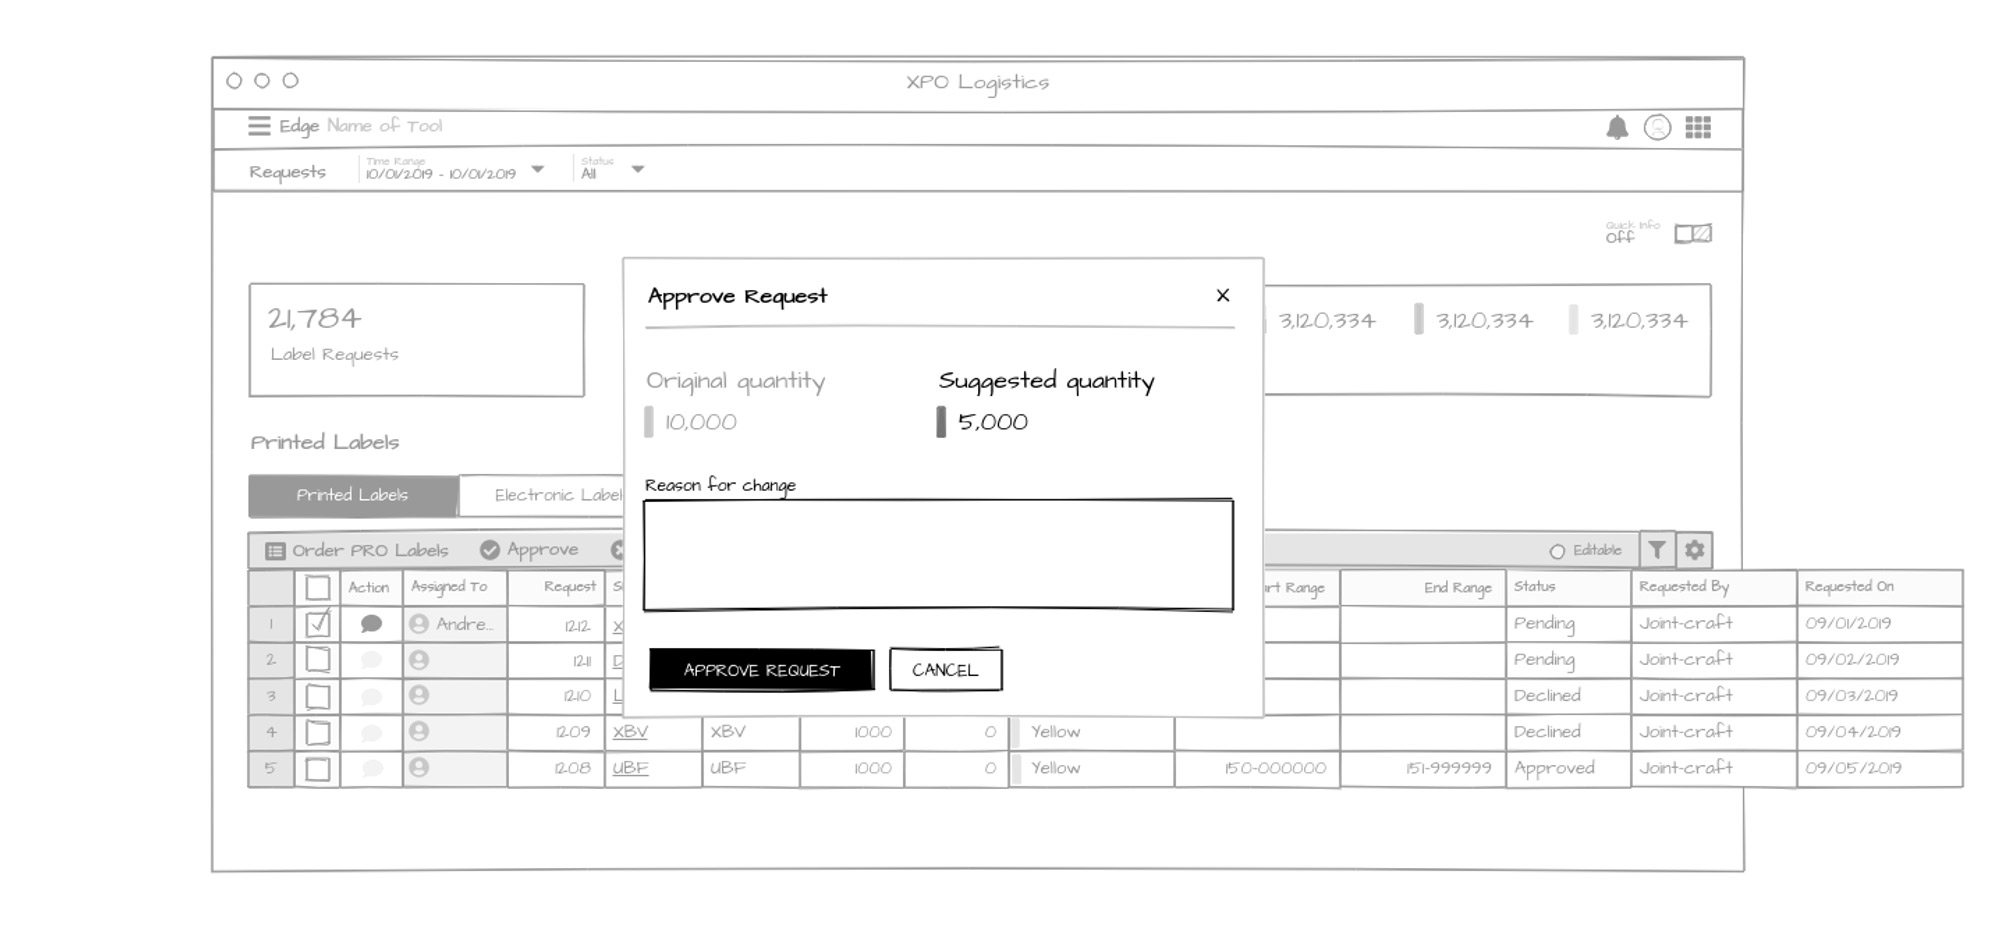 XPO Logistics
Edge Name of Tool
Requests
Time Range
10/01/2019 - 10/01/2019
Status
All
Quick Info
Off
21,784
Label Requests
3,120,334 3,120,334 3,120,334
Approve Request X
Original quantity Suggested quantity
10,000 5,000
Reason for change
APPROVE REQUEST CANCEL
Printed Labels
Printed Labels Electronic Label
Order PRO Labels Approve Editable
Action Assigned To Request Range End Range Status Requested By Requested On
1 Andre... 1212 X Pending Joint-craft 09/01/2019
2 1211 D Pending Joint-craft 09/02/2019
3 1210 L Declined Joint-craft 09/03/2019
4 1209 XBV XBV 1000 0 Yellow Declined Joint-craft 09/04/2019
5 1208 UBF UBF 1000 0 Yellow 150-000000 151-999999 Approved Joint-craft 09/05/2019